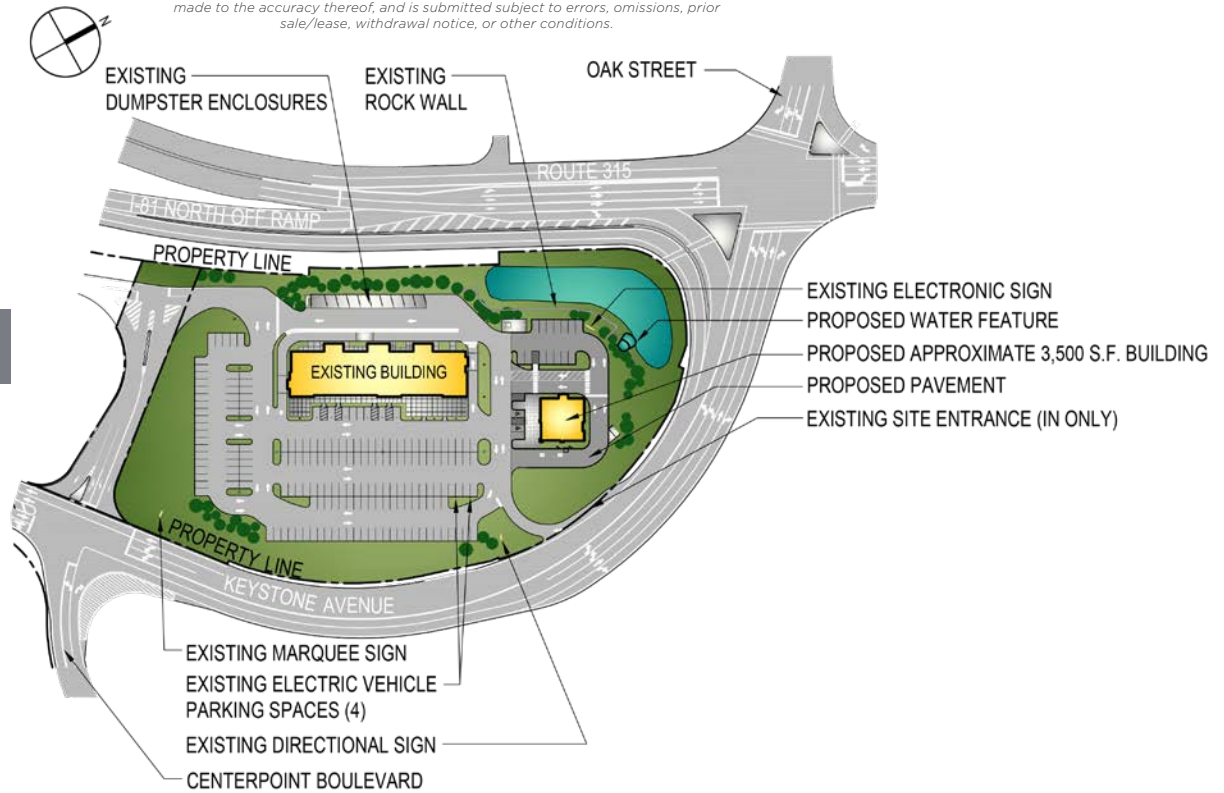 made to the accuracy thereof, and is submitted subject to errors, omissions, prior
sale/lease, withdrawal notice, or other conditions.
N
EXISTING
DUMPSTER ENCLOSURES
EXISTING
ROCK WALL
OAK STREET
ROUTE 315
I-81 NORTH OFF RAMP
PROPERTY LINE
EXISTING ELECTRONIC SIGN
PROPOSED WATER FEATURE
PROPOSED APPROXIMATE 3,500 S.F. BUILDING
PROPOSED PAVEMENT
EXISTING SITE ENTRANCE (IN ONLY)
EXISTING BUILDING
PROPERTY LINE
KEYSTONE AVENUE
EXISTING MARQUEE SIGN
EXISTING ELECTRIC VEHICLE
PARKING SPACES (4)
EXISTING DIRECTIONAL SIGN
CENTERPOINT BOULEVARD